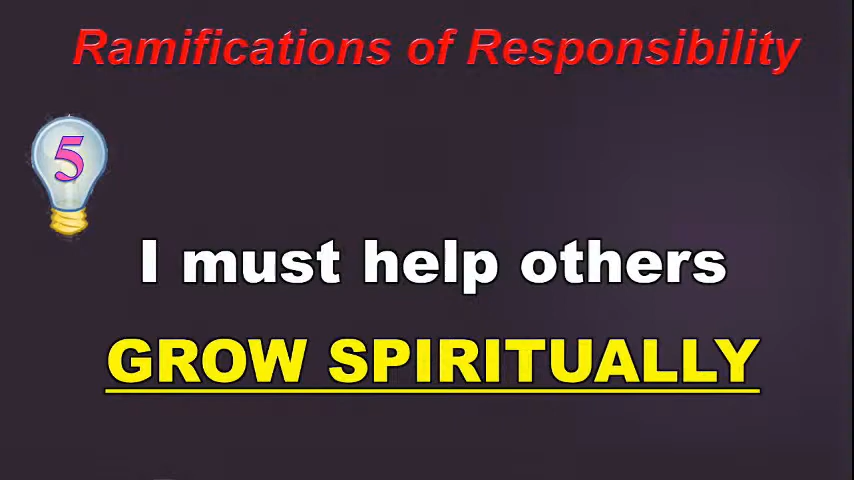 Ramifications of Responsibility
5
I must help others
GROW SPIRITUALLY